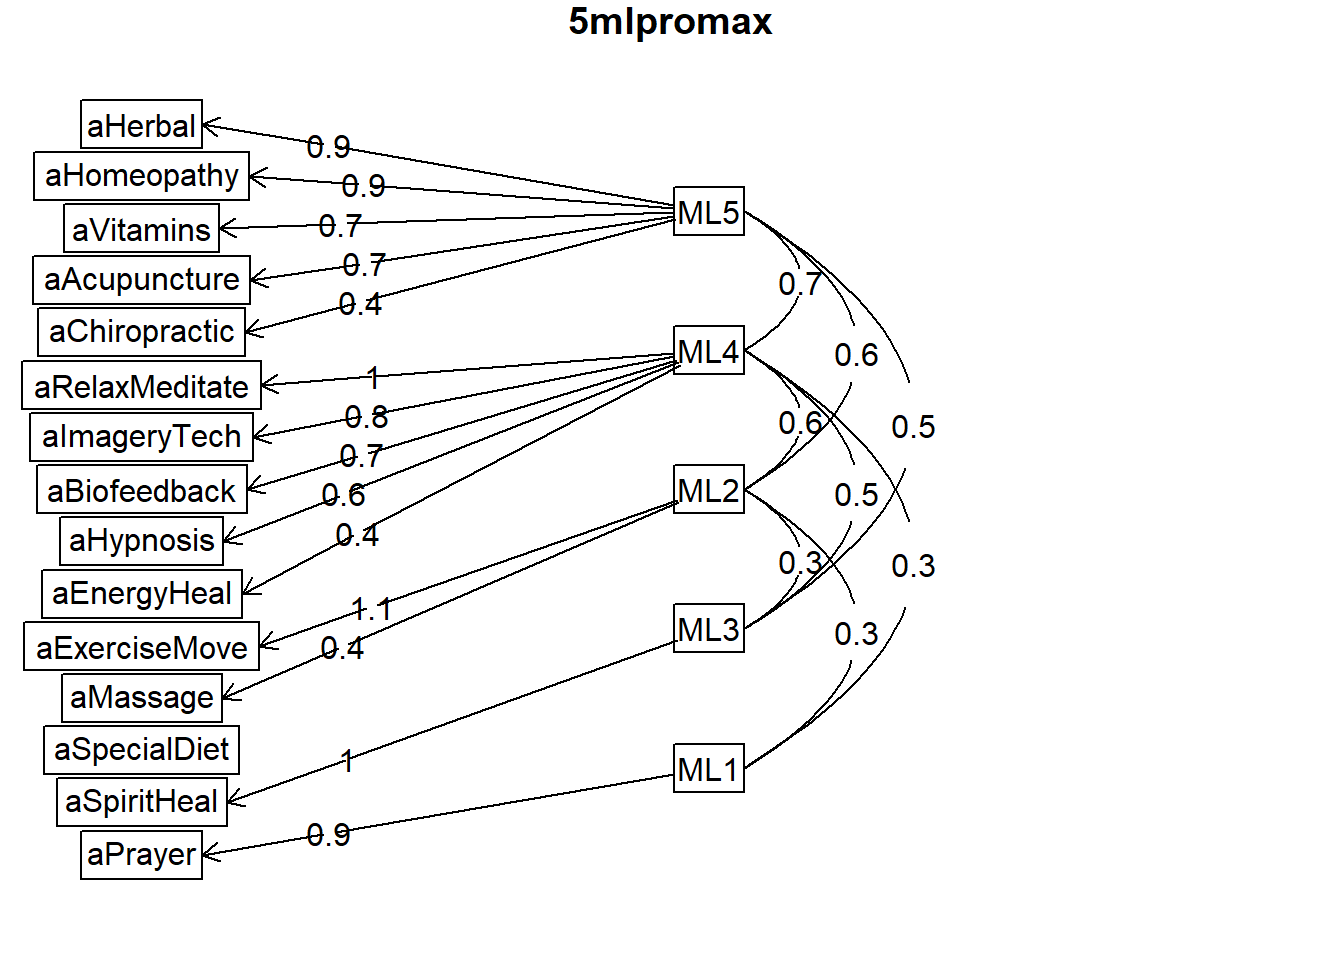 5mlpromax
aHerbal
0.9
aHomeopathy
0.9
ML5
aVitamins
0.7
aAcupuncture
0.7
0.7
aChiropractic
0.4
ML4
0.6
aRelaxMeditate
1
aImageryTech
0.8
0.6
0.5
aBiofeedback
0.7
ML2
aHypnosis
0.6
0.5
aEnergyHeal
0.4
0.3
0.3
aExerciseMove
1.1
ML3
0.3
aMassage
0.4
aSpecialDiet
1
ML1
aSpiritHeal
aPrayer
0.9